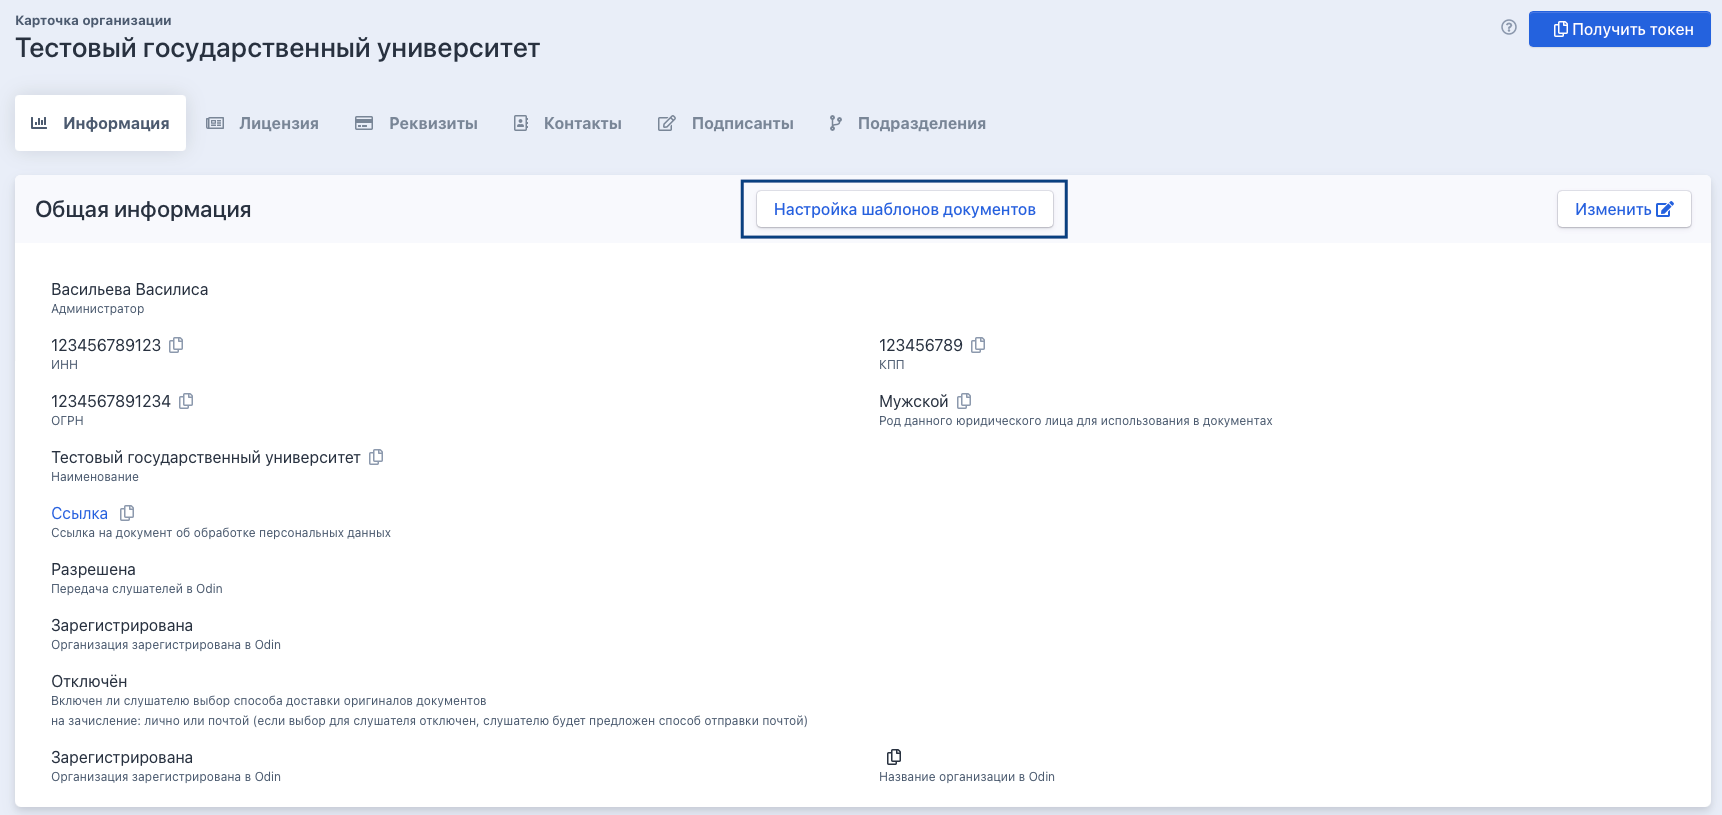 Карточка организации
Тестовый государственный университет
Получить токен
Информация
Лицензия
Реквизиты
Контакты
Подписанты
Подразделения
Общая информация
Настройка шаблонов документов
Изменить
Васильева Василиса
Администратор
123456789123
ИНН
123456789
КПП
1234567891234
ОГРН
Мужской
Род данного юридического лица для использования в документах
Тестовый государственный университет
Наименование
Ссылка
Ссылка на документ об обработке персональных данных
Разрешена
Передача слушателей в Odin
Зарегистрирована
Организация зарегистрирована в Odin
Отключён
Включен ли слушателю выбор способа доставки оригиналов документов
на зачисление: лично или почтой (если выбор для слушателя отключен, слушателю будет предложен способ отправки почтой)
Зарегистрирована
Организация зарегистрирована в Odin
Название организации в Odin